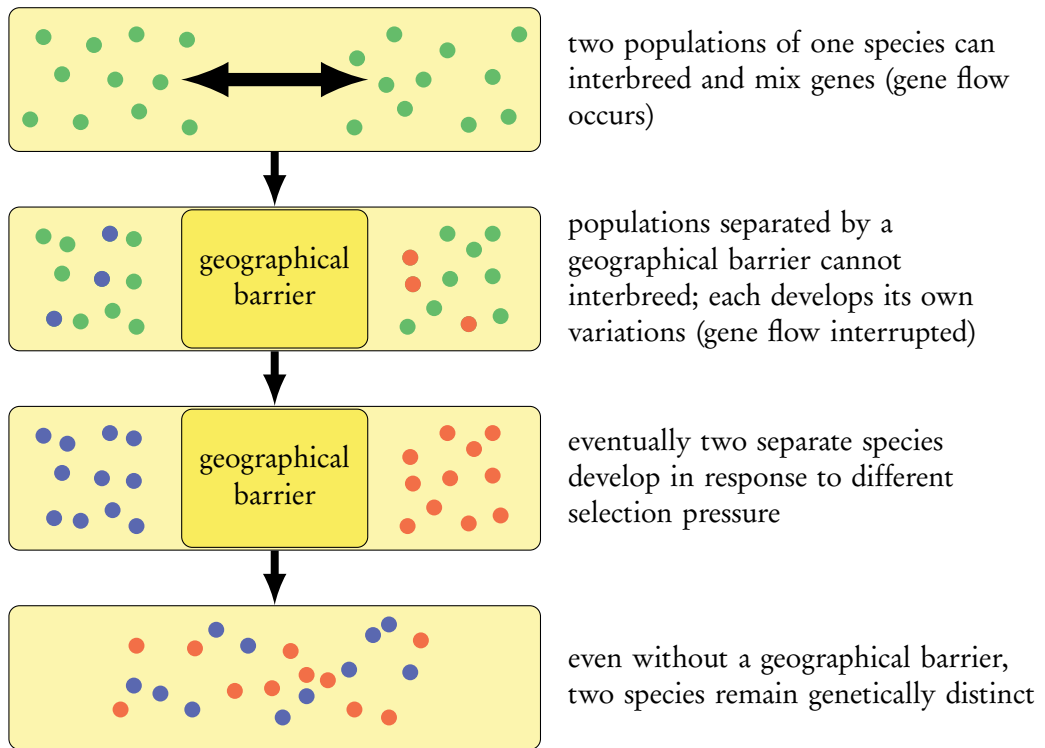 two populations of one species can
interbreed and mix genes (gene flow
occurs)
geographical
barrier
populations separated by a
geographical barrier cannot
interbreed; each develops its own
variations (gene flow interrupted)
geographical
barrier
eventually two separate species
develop in response to different
selection pressure
even without a geographical barrier,
two species remain genetically distinct